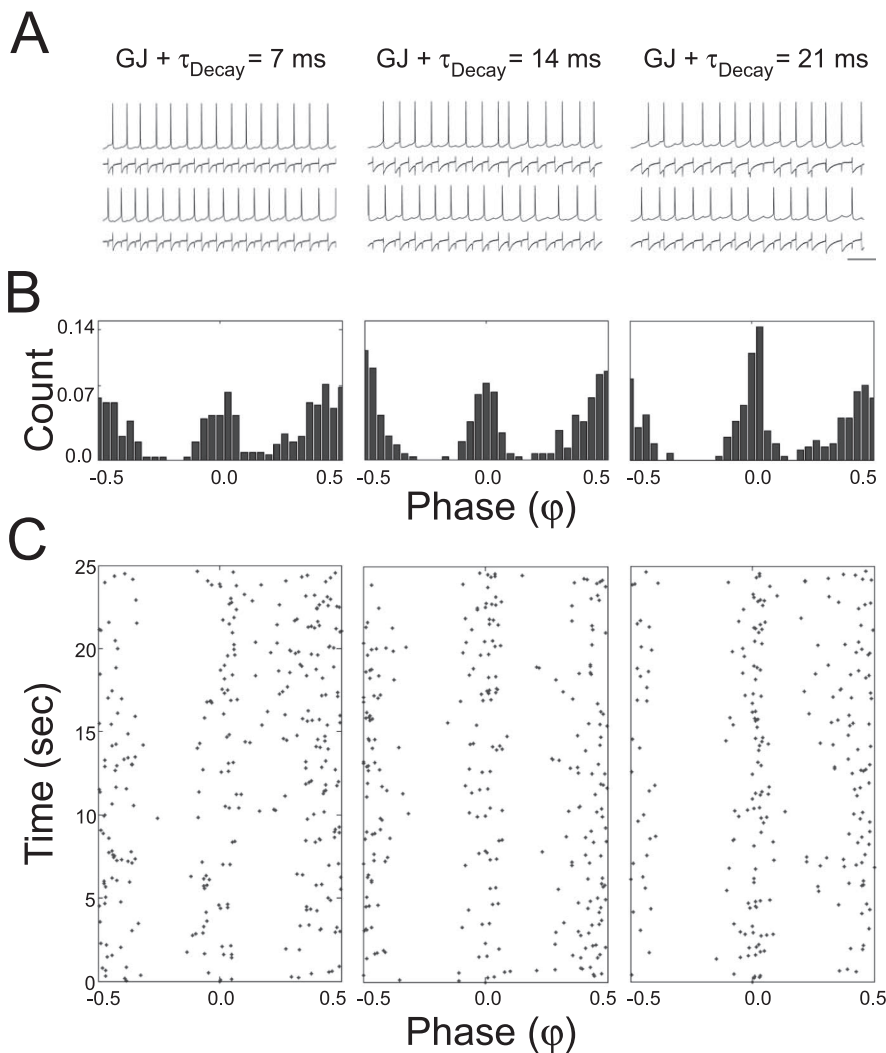 A
GJ + τDecay = 7 ms
GJ + τDecay = 14 ms
GJ + τDecay = 21 ms
B
Count
0.14
0.07
0.0
-0.5 0.0 0.5
-0.5 0.0 0.5
-0.5 0.0 0.5
Phase (φ)
C
Time (sec)
25
20
15
10
5
0
-0.5 0.0 0.5
-0.5 0.0 0.5
-0.5 0.0 0.5
Phase (φ)